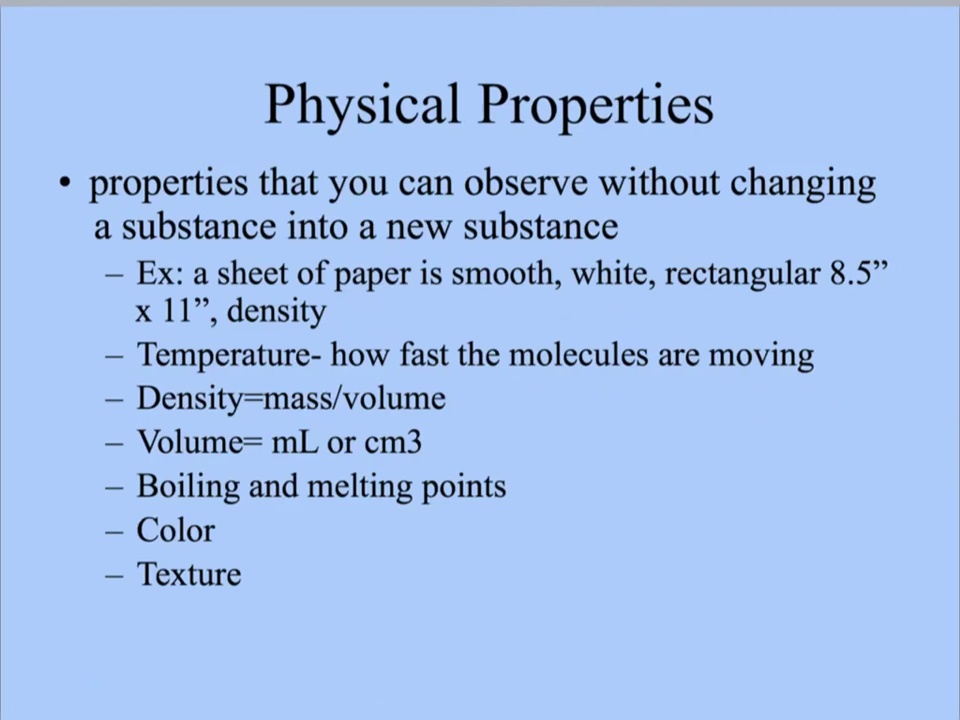 Physical Properties
• properties that you can observe without changing
a substance into a new substance
– Ex: a sheet of paper is smooth, white, rectangular 8.5”
x 11”, density
– Temperature- how fast the molecules are moving
– Density=mass/volume
– Volume= mL or cm3
– Boiling and melting points
– Color
– Texture